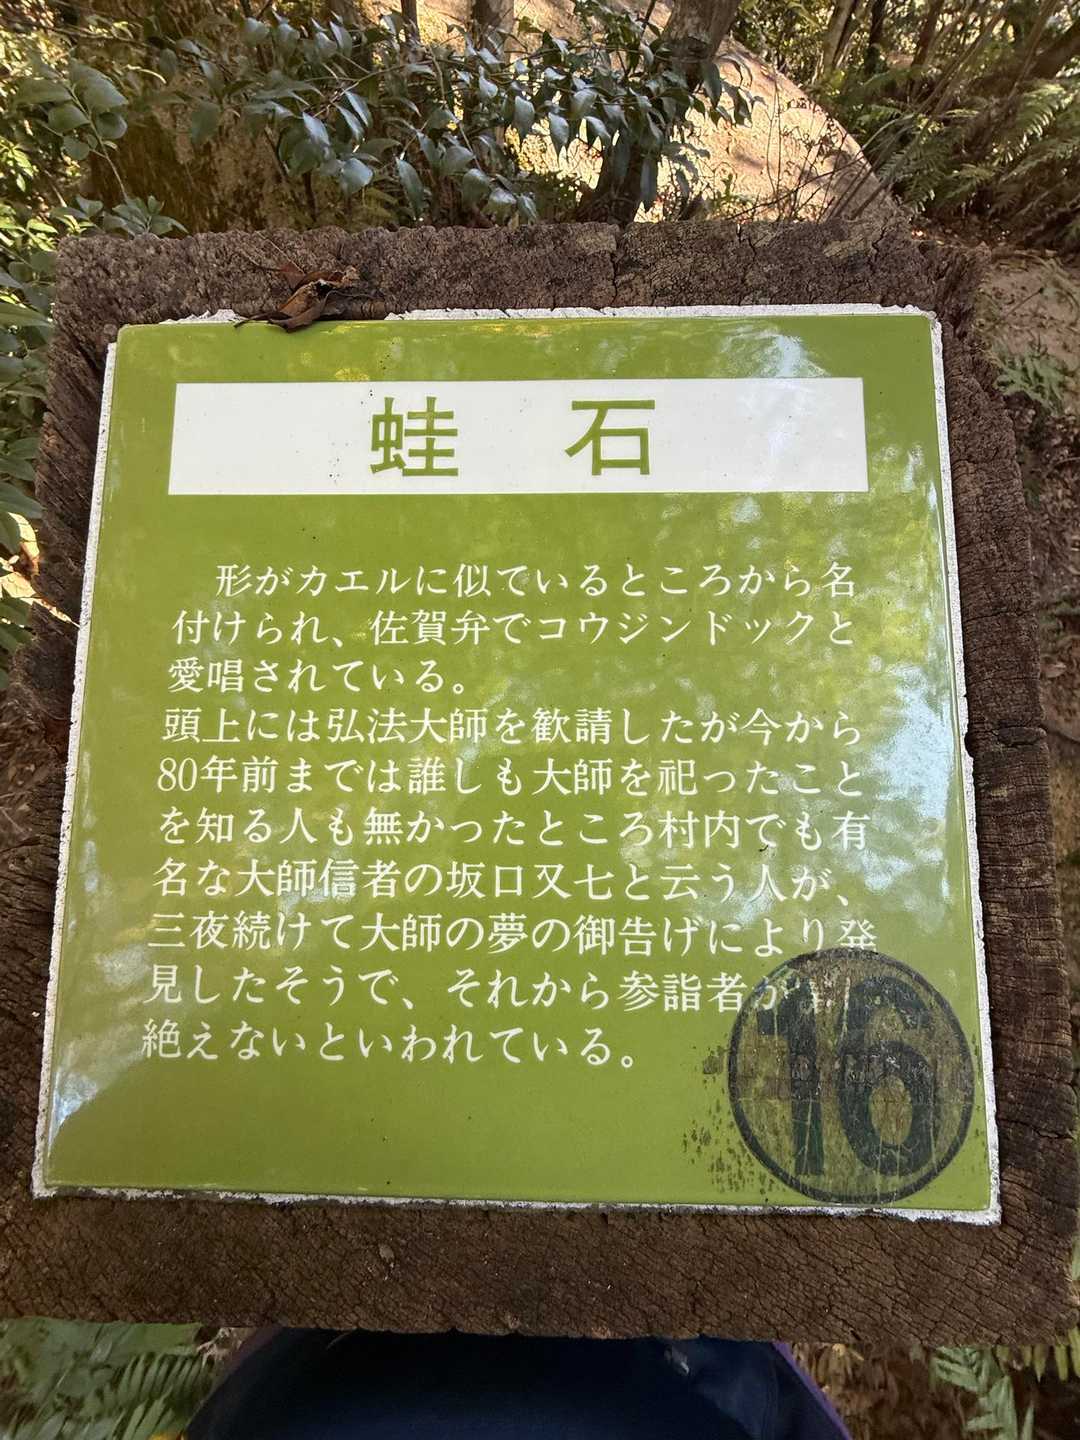 蛙 石
形がカエルに似ているところから名
付けられ、佐賀弁でコウジンドックと
愛唱されている。
頭上には弘法大師を歓請したが今から
80年前までは誰しも大師を祀ったこと
を知る人も無かったところ村内でも有
名な大師信者の坂口又七と云う人が、
三夜続けて大師の夢の御告げにより発
見したそうで、それから参詣者が
絶えないといわれている。
16